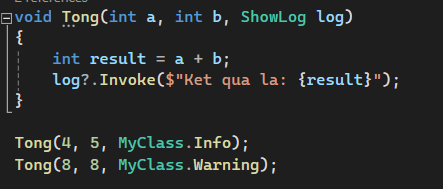 void Tong(int a, int b, ShowLog log)
{
    int result = a + b;
    log?.Invoke($"Ket qua la: {result}");
}
Tong(4, 5, MyClass.Info);
Tong(8, 8, MyClass.Warning);